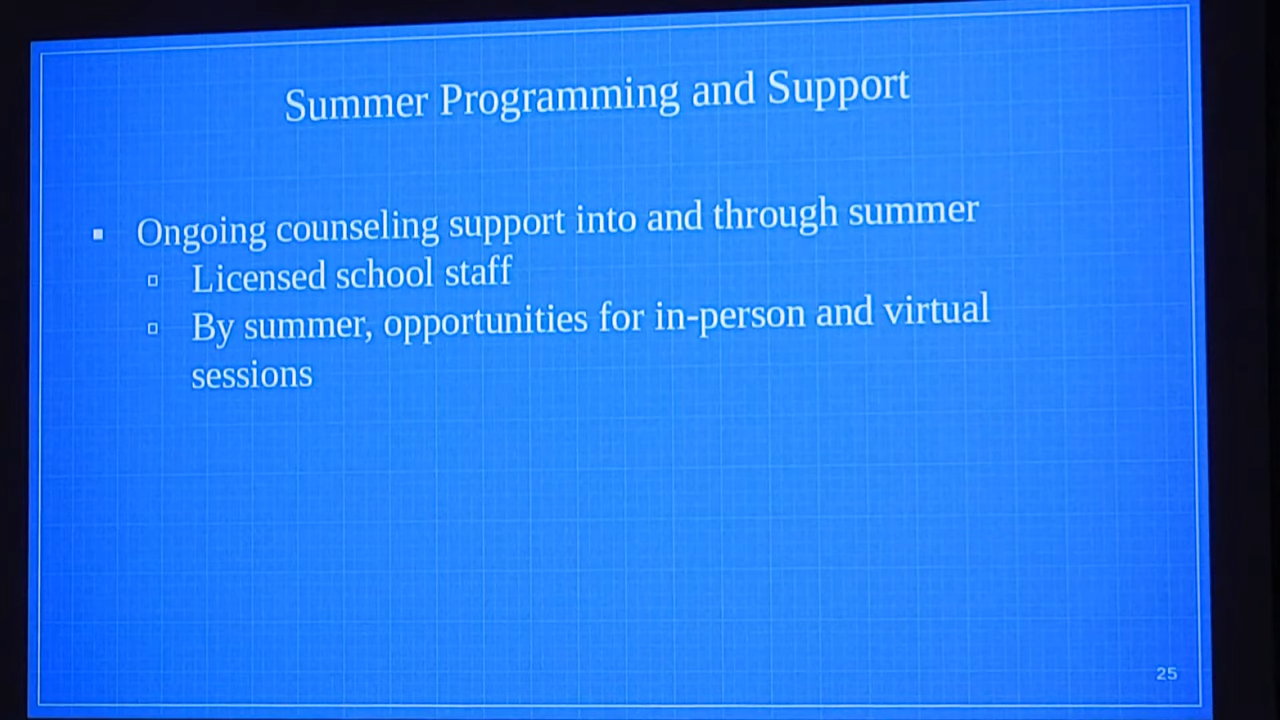 Summer Programming and Support
Ongoing counseling support into and through summer
Licensed school staff
By summer, opportunities for in-person and virtual
sessions
25